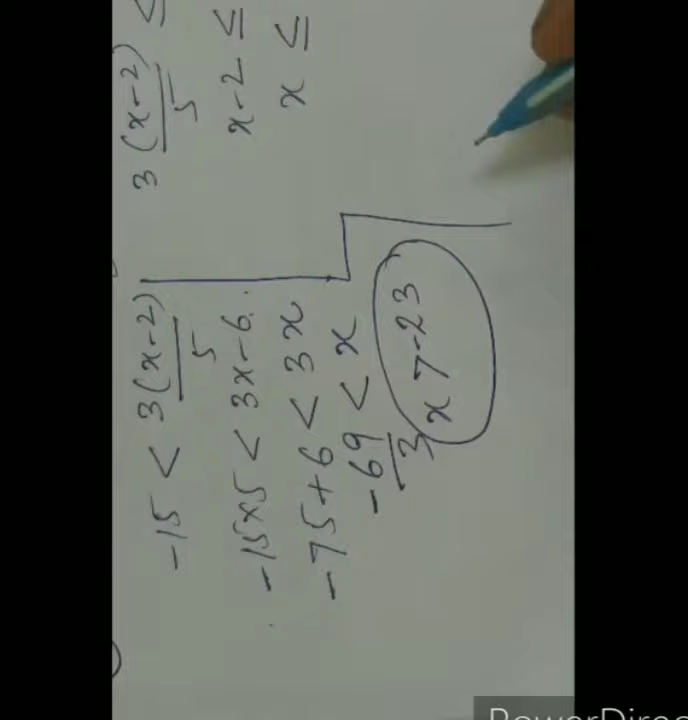 -15 < 3(x-2)/5
-15×5 < 3x-6.
-75+6 < 3x
-69/3 < x
x > -23
3(x-2)/5 ≤
x-2 ≤
x ≤